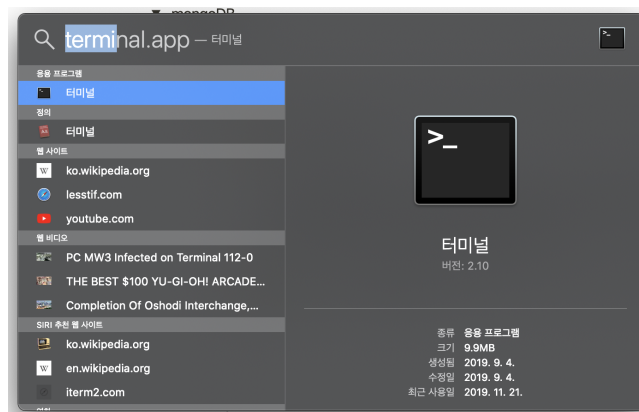 mongoDB
terminal.app — 터미널
응용 프로그램
터미널
정의
터미널
웹 사이트
ko.wikipedia.org
lesstif.com
youtube.com
웹 비디오
PC MW3 Infected on Terminal 112-0
THE BEST $100 YU-GI-OH! ARCADE...
Completion Of Oshodi Interchange,...
SIRI 추천 웹 사이트
ko.wikipedia.org
en.wikipedia.org
iterm2.com
터미널
버전: 2.10
종류 응용 프로그램
크기 9.9MB
생성됨 2019. 9. 4.
수정일 2019. 9. 4.
최근 사용일 2019. 11. 21.